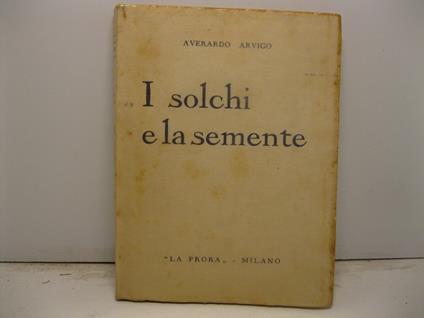 AVERARDO ARVIGO
I solchi
e la semente
"LA PRORA„ - MILANO